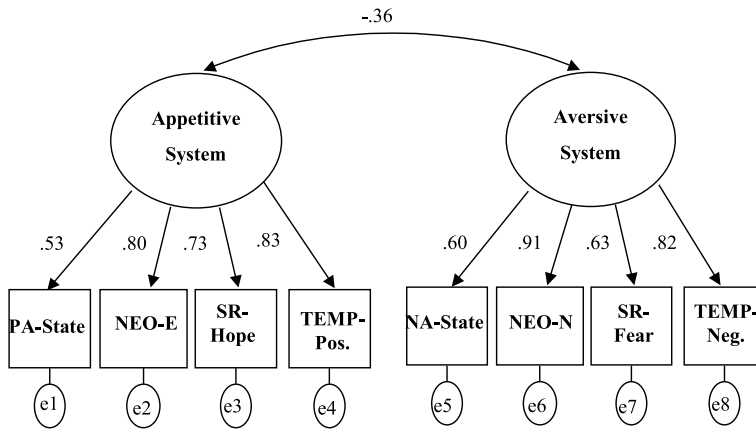 -.36
Appetitive
System
Aversive
System
.53
.80
.73
.83
.60
.91
.63
.82
PA-State
NEO-E
SR-
Hope
TEMP-
Pos.
NA-State
NEO-N
SR-
Fear
TEMP-
Neg.
e1
e2
e3
e4
e5
e6
e7
e8